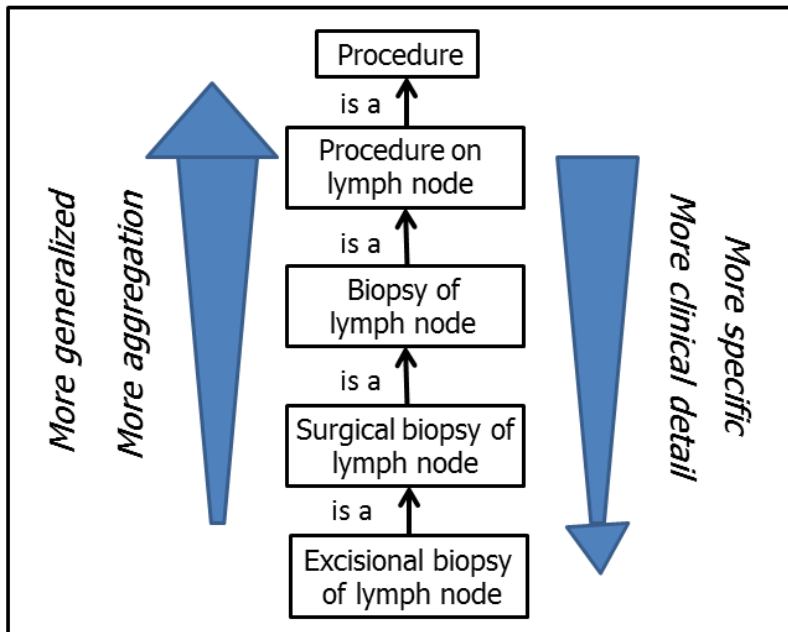 Procedure
is a
Procedure on
lymph node
is a
Biopsy of
lymph node
is a
Surgical biopsy of
lymph node
is a
Excisional biopsy
of lymph node
More generalized
More aggregation
More specific
More clinical detail